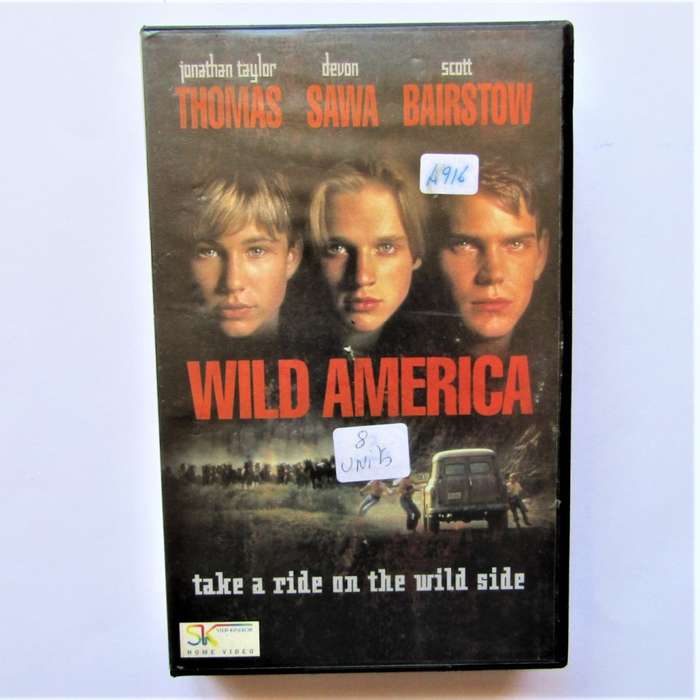 jonathan taylor devon scott
THOMAS SAWA BAIRSTOW
A916
WILD AMERICA
8
UNITS
take a ride on the wild side
SK
HOME VIDEO